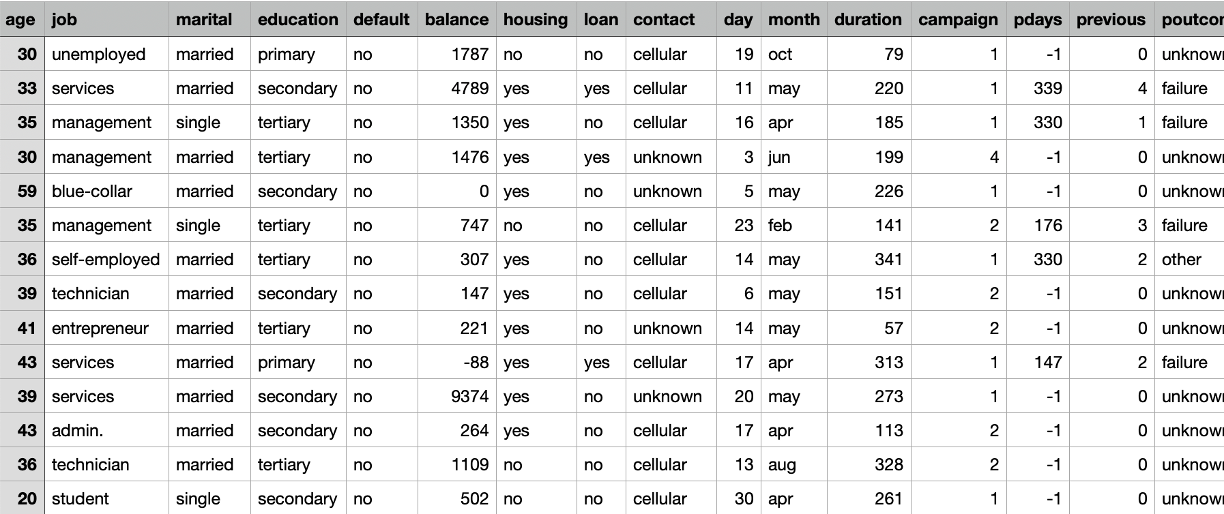 age job marital education default balance housing loan contact day month duration campaign pdays previous
30 unemployed married primary no 1787 no no cellular 19 oct 79 1 -1 0 unknown
33 services married secondary no 4789 yes yes cellular 11 may 220 1 339 4 failure
35 management single tertiary no 1350 yes no cellular 16 apr 185 1 330 1 failure
30 management married tertiary no 1476 yes yes unknown 3 jun 199 4 -1 0 unknown
59 blue-collar married secondary no 0 yes no unknown 5 may 226 1 -1 0 unknown
35 management single tertiary no 747 no no cellular 23 feb 141 2 176 3 failure
36 self-employed married tertiary no 307 yes no cellular 14 may 341 1 330 2 other
39 technician married secondary no 147 yes no cellular 6 may 151 2 -1 0 unknown
41 entrepreneur married tertiary no 221 yes no unknown 14 may 57 2 -1 0 unknown
43 services married primary no -88 yes yes cellular 17 apr 313 1 147 2 failure
39 services married secondary no 9374 yes no unknown 20 may 273 1 -1 0 unknown
43 admin. married secondary no 264 yes no cellular 17 apr 113 2 -1 0 unknown
36 technician married tertiary no 1109 no no cellular 13 aug 328 2 -1 0 unknown
20 student single secondary no 502 no no cellular 30 apr 261 1 -1 0 unknown